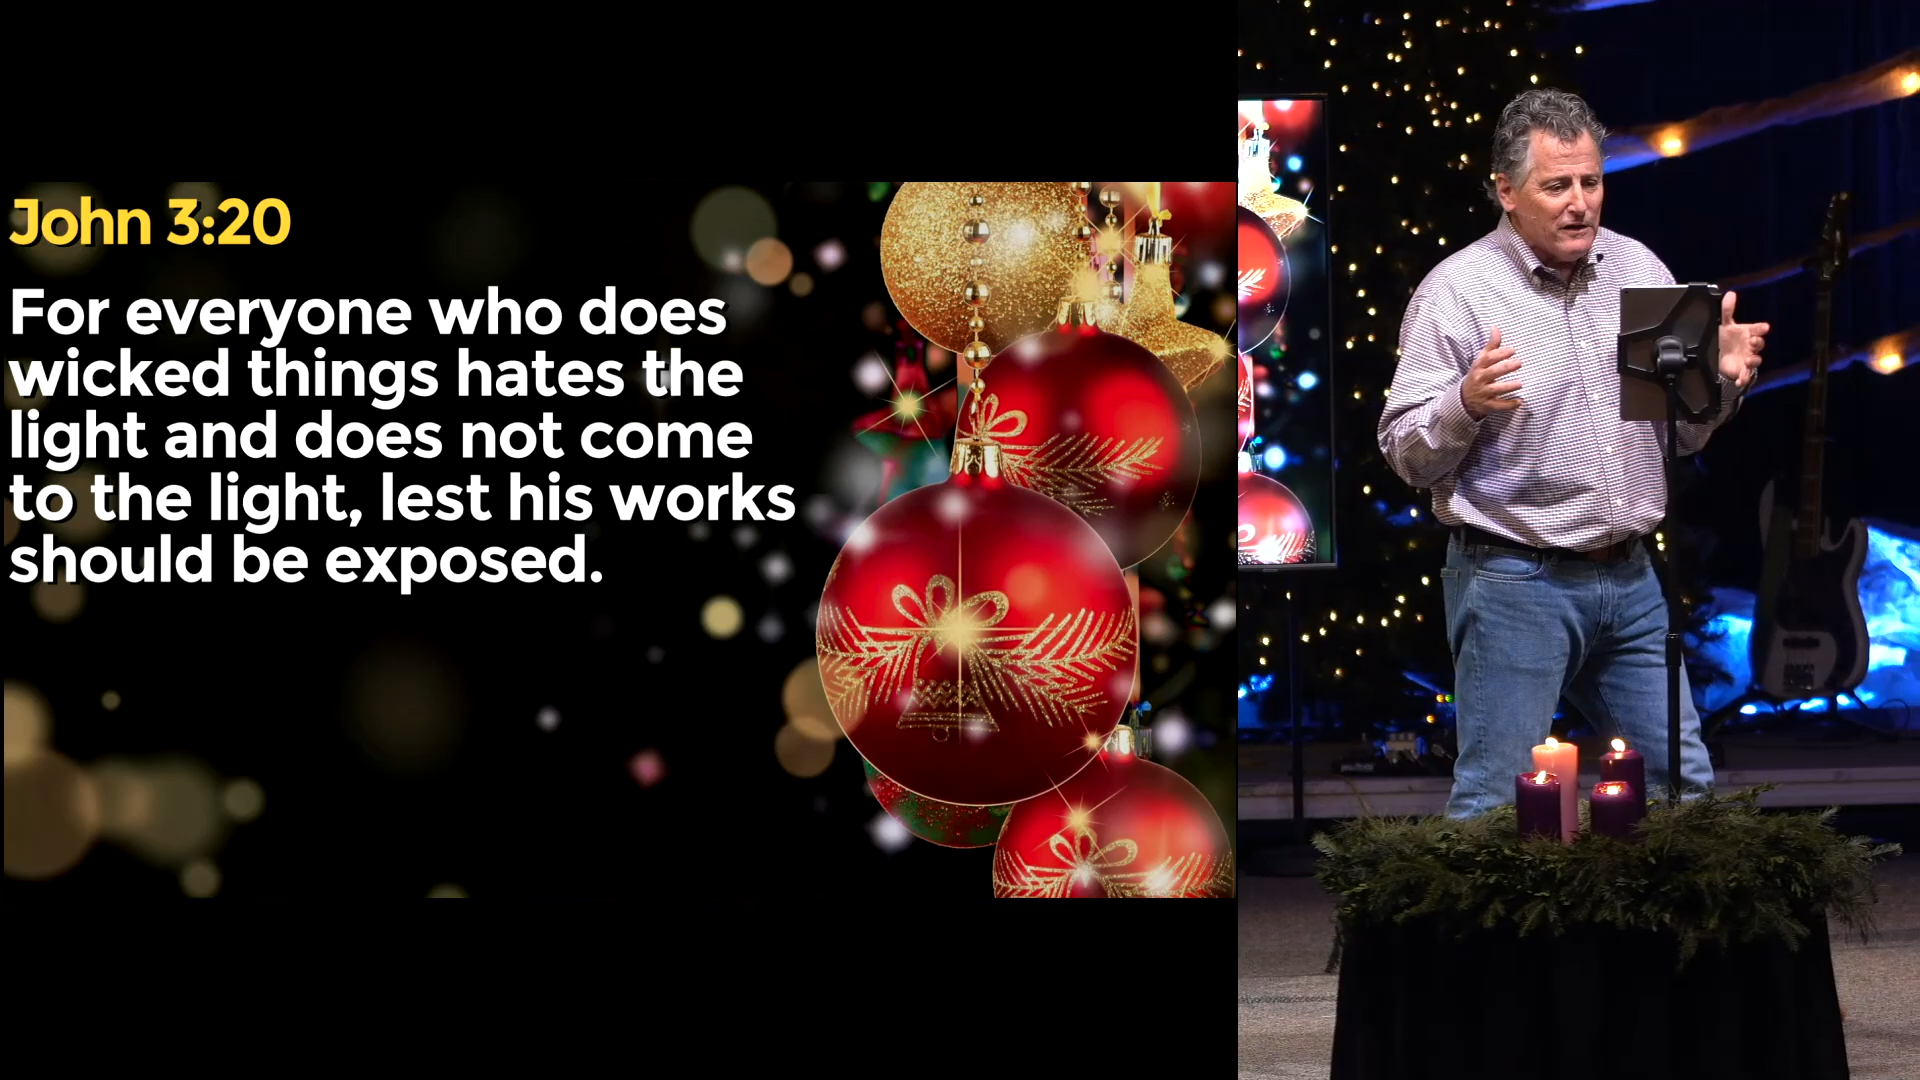 John 3:20
For everyone who does
wicked things hates the
light and does not come
to the light, lest his works
should be exposed.